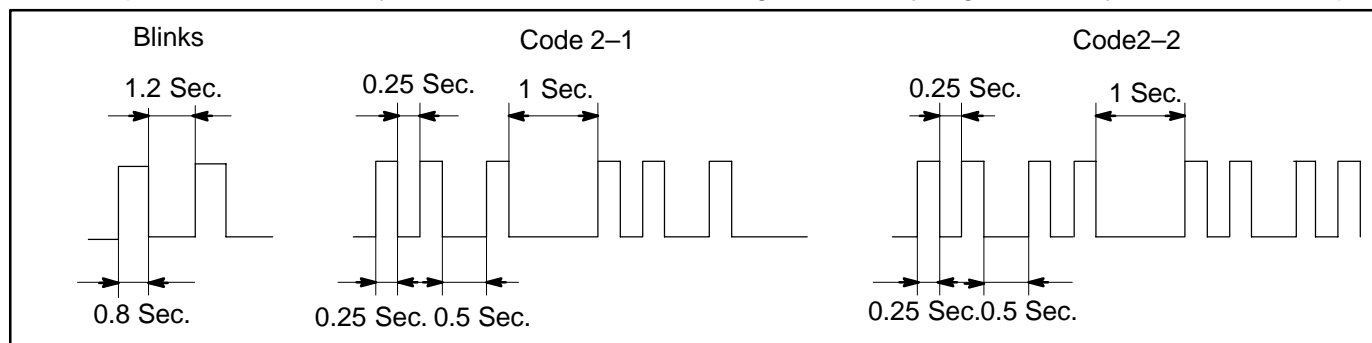 Blinks Code 2–1 Code2–2
1.2 Sec. 0.25 Sec. 1 Sec. 0.25 Sec. 1 Sec.
0.8 Sec. 0.25 Sec. 0.5 Sec. 0.25 Sec.0.5 Sec.